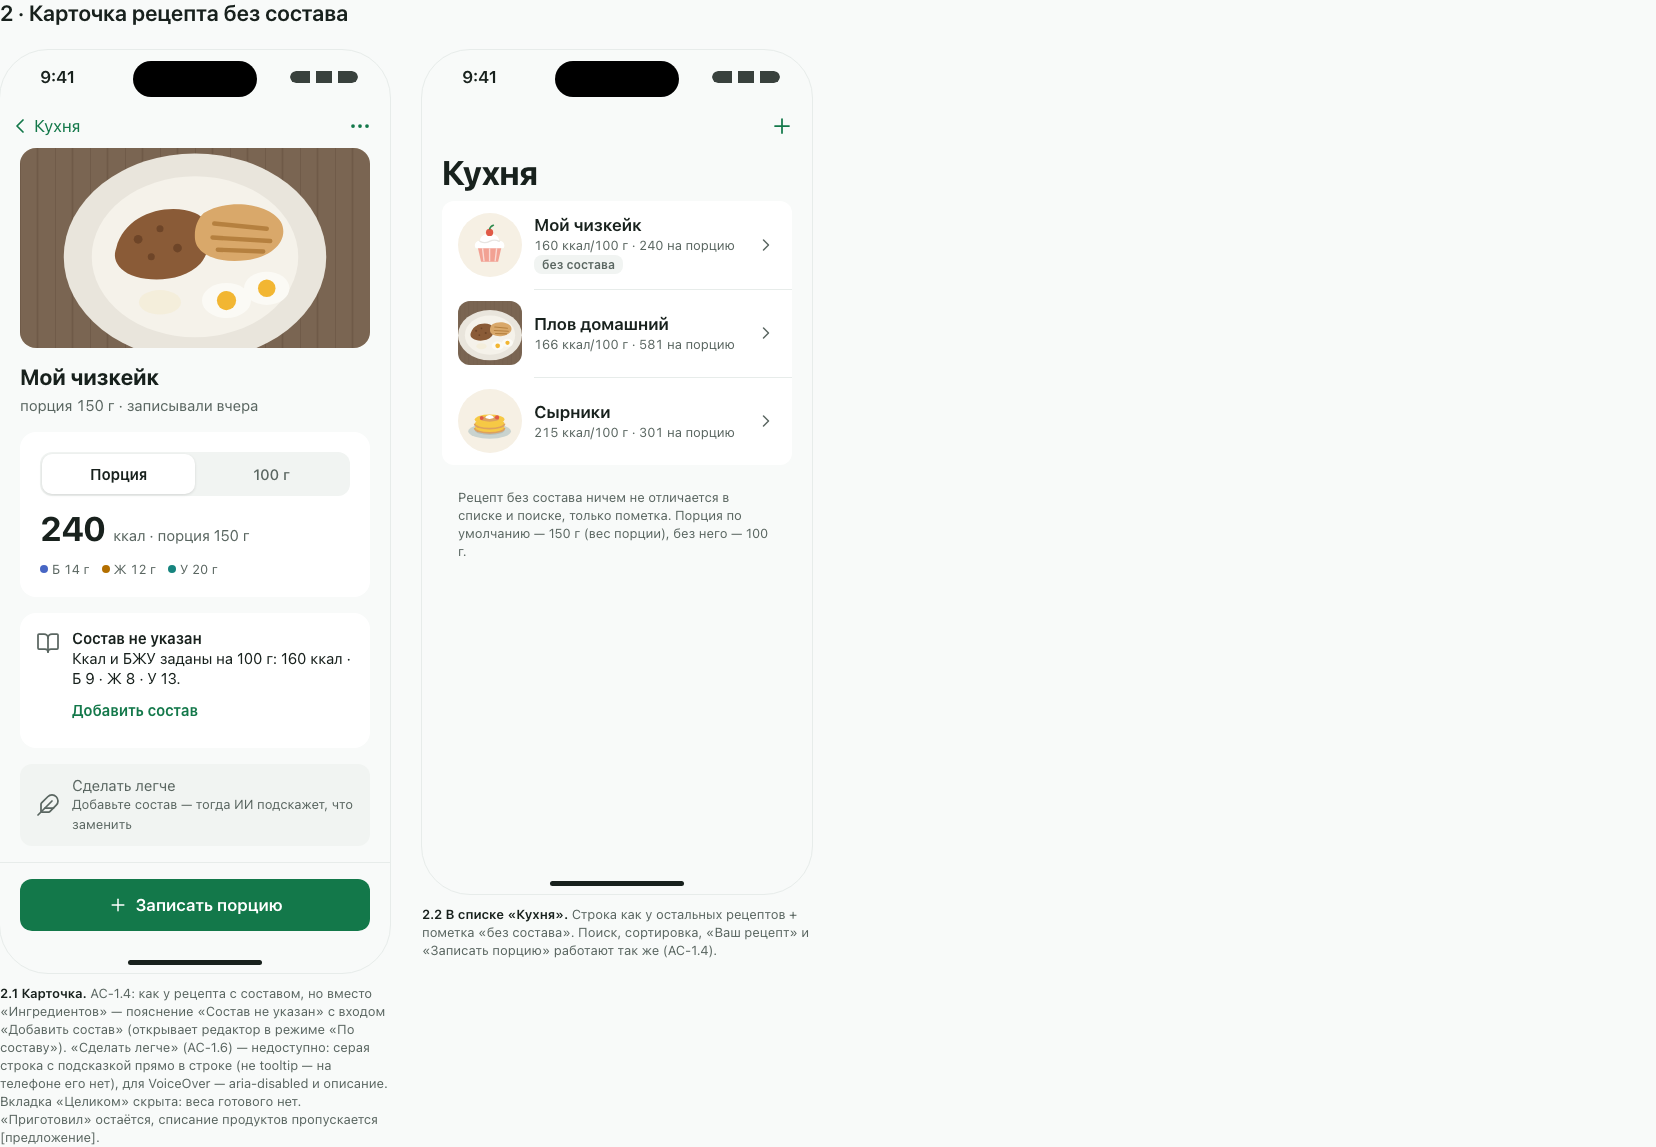 2 · Карточка рецепта без состава
9:41
Кухня
Мой чизкейк
порция 150 г · записывали вчера
Порция
100 г
240 ккал · порция 150 г
Б 14 г Ж 12 г У 20 г
Состав не указан
Ккал и БЖУ заданы на 100 г: 160 ккал ·
Б 9 · Ж 8 · У 13.
Добавить состав
Сделать легче
Добавьте состав — тогда ИИ подскажет, что
заменить
Записать порцию
2.1 Карточка. АС-1.4: как у рецепта с составом, но вместо
«Ингредиентов» — пояснение «Состав не указан» с входом
«Добавить состав» (открывает редактор в режиме «По
составу»). «Сделать легче» (АС-1.6) — недоступно: серая
строка с подсказкой прямо в строке (не tooltip — на
телефоне его нет), для VoiceOver — aria-disabled и описание.
Вкладка «Целиком» скрыта: веса готового нет.
«Приготовил» остаётся, списание продуктов пропускается
[предложение].
9:41
Кухня
Мой чизкейк
160 ккал/100 г · 240 на порцию
без состава
Плов домашний
166 ккал/100 г · 581 на порцию
Сырники
215 ккал/100 г · 301 на порцию
Рецепт без состава ничем не отличается в
списке и поиске, только пометка. Порция по
умолчанию — 150 г (вес порции), без него — 100
г.
2.2 В списке «Кухня». Строка как у остальных рецептов +
пометка «без состава». Поиск, сортировка, «Ваш рецепт» и
«Записать порцию» работают так же (АС-1.4).